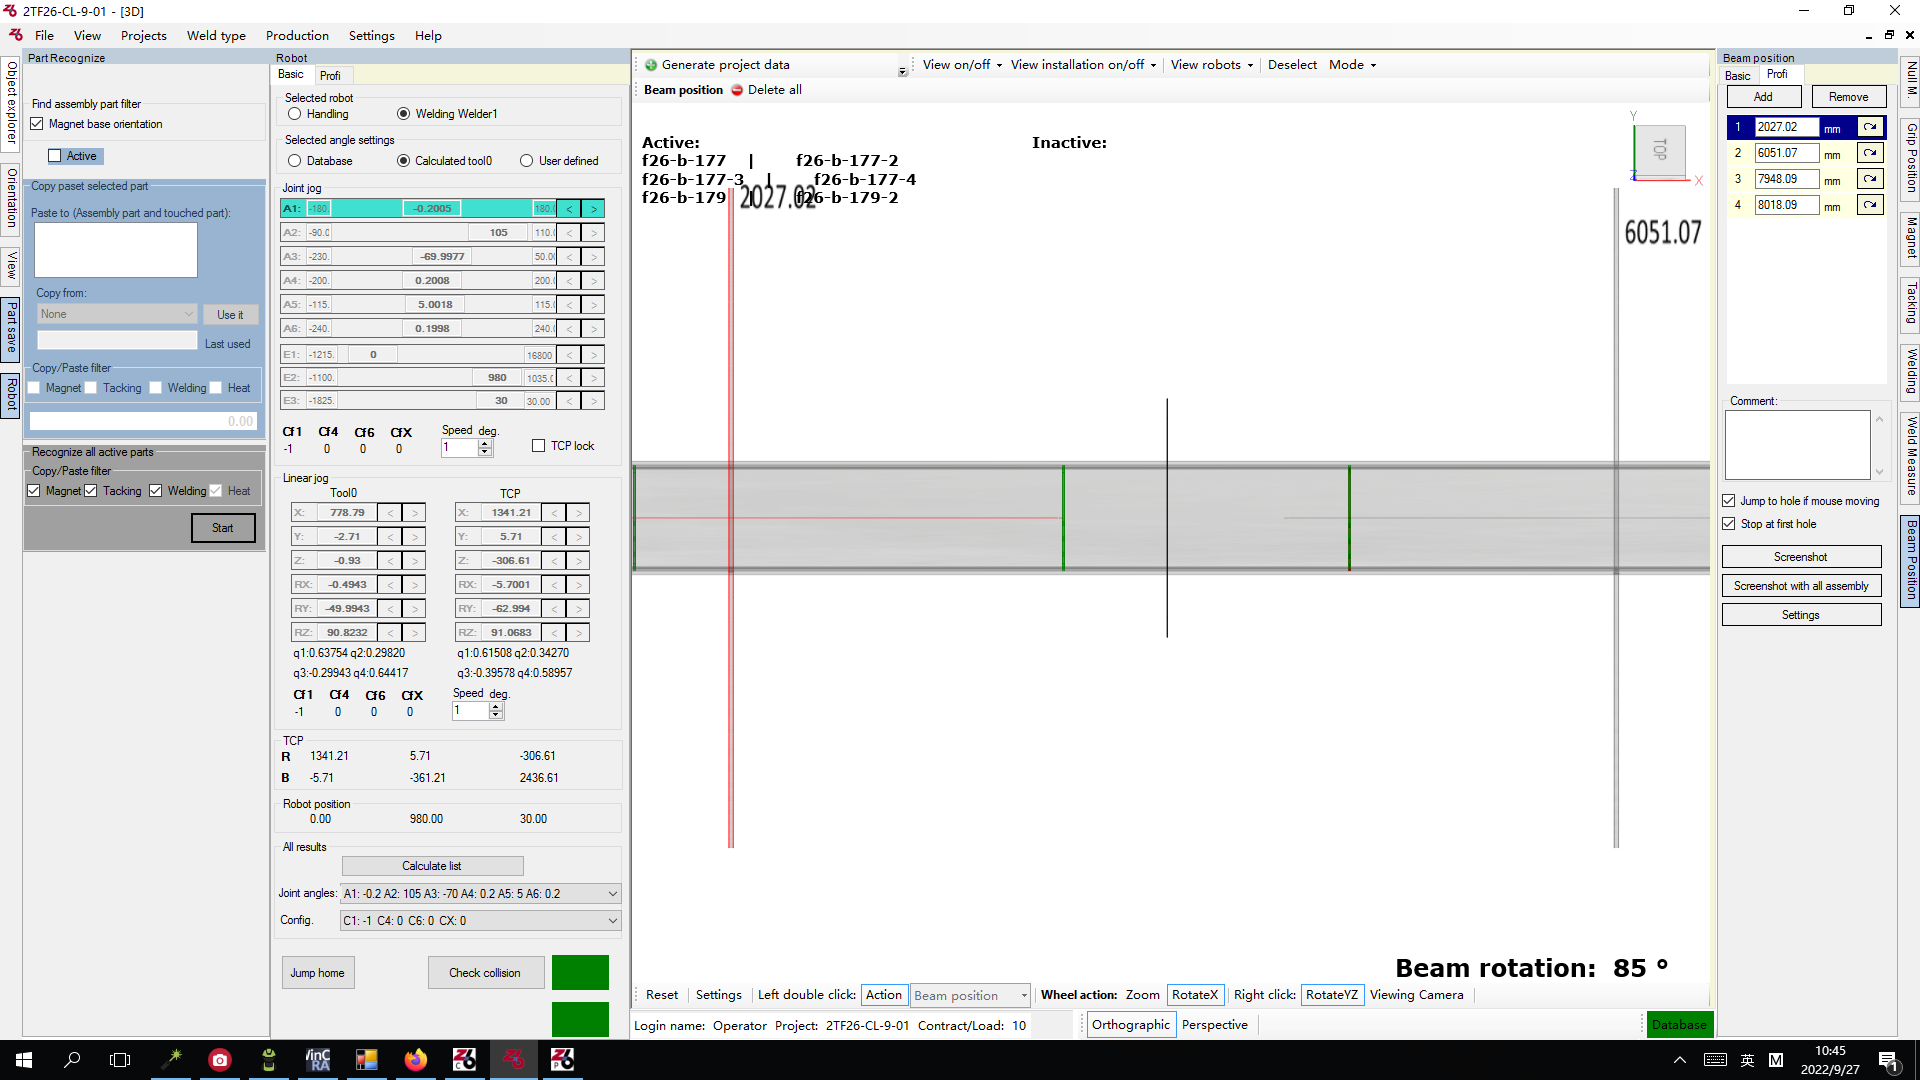 2TF26-CL-9-01 - [3D]
File View Projects Weld type Production Settings Help
Part Recognize
Object explorer
Orientation
View
Part save
Robot
Find assembly part filter
Magnet base orientation
Active
Copy paset selected part
Paste to (Assembly part and touched part):
Copy from:
None Use it
Last used
Copy/Paste filter
Magnet Tacking Welding Heat
0.00
Recognize all active parts
Copy/Paste filter
Magnet Tacking Welding Heat
Start
Robot
Basic Profi
Selected robot
Handling Welding Welder1
Selected angle settings
Database Calculated tool0 User defined
Joint jog
A1: -180. -0.2005 180. < >
A2: -90.0 105 110. < >
A3: -230. -69.9977 50.0 < >
A4: -200. 0.2008 200. < >
A5: -115. 5.0018 115. < >
A6: -240. 0.1998 240. < >
E1: -1215. 0 16800 < >
E2: -1100. 980 1035.0 < >
E3: -1825. 30 30.00 < >
Cf1 Cf4 Cf6 CfX Speed deg.
-1 0 0 0 1 TCP lock
Linear jog
Tool0 TCP
X: 778.79 < > X: 1341.21 < >
Y: -2.71 < > Y: 5.71 < >
Z: -0.93 < > Z: -306.61 < >
RX: -0.4943 < > RX: -5.7001 < >
RY: -49.9943 < > RY: -62.994 < >
RZ: 90.8232 < > RZ: 91.0683 < >
q1:0.63754 q2:0.29820 q1:0.61508 q2:0.34270
q3:-0.29943 q4:0.64417 q3:-0.39578 q4:0.58957
Cf1 Cf4 Cf6 CfX Speed deg.
-1 0 0 0 1
TCP
R 1341.21 5.71 -306.61
B -5.71 -361.21 2436.61
Robot position
0.00 980.00 30.00
All results
Calculate list
Joint angles: A1: -0.2 A2: 105 A3: -70 A4: 0.2 A5: 5 A6: 0.2
Config. C1: -1 C4: 0 C6: 0 CX: 0
Jump home Check collision
Generate project data View on/off View installation on/off View robots Deselect Mode
Beam position Delete all
Active: Inactive:
f26-b-177 | f26-b-177-2
f26-b-177-3 | f26-b-177-4
f26-b-179 | f26-b-179-2
2027.02
6051.07
Y
TOP
Z
X
Beam rotation: 85 °
Reset Settings Left double click: Action Beam position Wheel action: Zoom RotateX Right click: RotateYZ Viewing Camera
Login name: Operator Project: 2TF26-CL-9-01 Contract/Load: 10 Orthographic Perspective Database
Beam position
Basic Profi
Add Remove
1 2027.02 mm
2 6051.07 mm
3 7948.09 mm
4 8018.09 mm
Comment:
Jump to hole if mouse moving
Stop at first hole
Screenshot
Screenshot with all assembly
Settings
Null M.
Grip Position
Magnet
Tacking
Welding
Weld Measure
Beam Position
英 M
10:45
2022/9/27
1